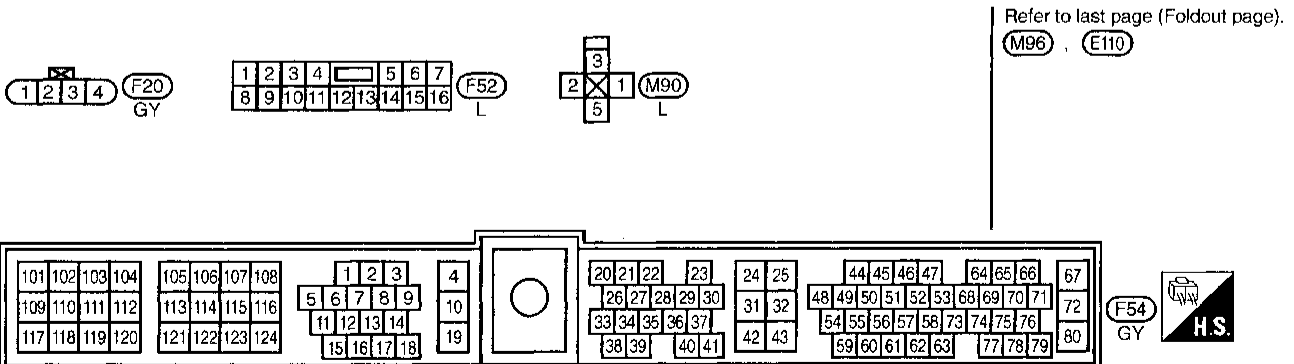 Refer to last page (Foldout page).
M96 , E110
1 2 3 4 F20
GY
1 2 3 4 5 6 7
8 9 10 11 12 13 14 15 16
F52
L
3
2 1 M90
5
L
101 102 103 104 105 106 107 108 1 2 3 4 20 21 22 23 24 25 44 45 46 47 64 65 66 67
109 110 111 112 113 114 115 116 5 6 7 8 9 10 26 27 28 29 30 31 32 48 49 50 51 52 53 68 69 70 71 72
117 118 119 120 121 122 123 124 11 12 13 14 19 33 34 35 36 37 42 43 54 55 56 57 58 73 74 75 76 80
15 16 17 18 38 39 40 41 59 60 61 62 63 77 78 79
F54
GY
H.S.